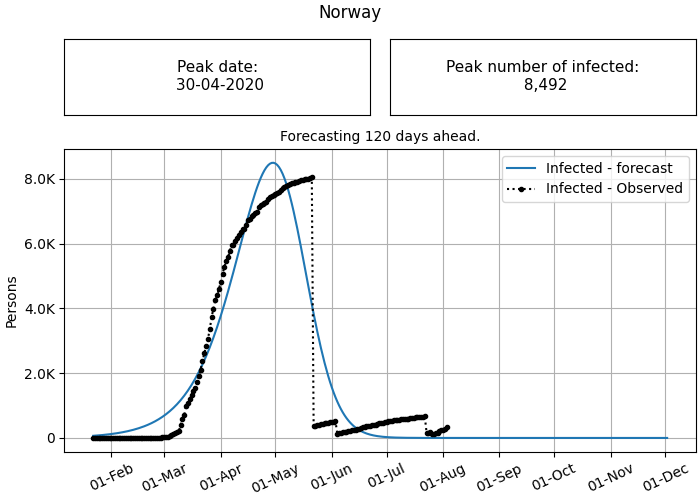 Norway
Peak date:
30-04-2020
Peak number of infected:
8,492
Forecasting 120 days ahead.
Infected - forecast
Infected - Observed
8.0K
6.0K
4.0K
2.0K
0
Persons
01-Feb
01-Mar
01-Apr
01-May
01-Jun
01-Jul
01-Aug
01-Sep
01-Oct
01-Nov
01-Dec